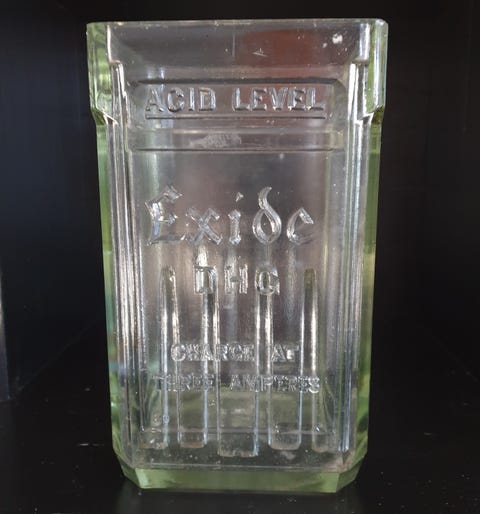 ACID LEVEL
Exide
DHG
CHARGE AT
THREE AMPERES